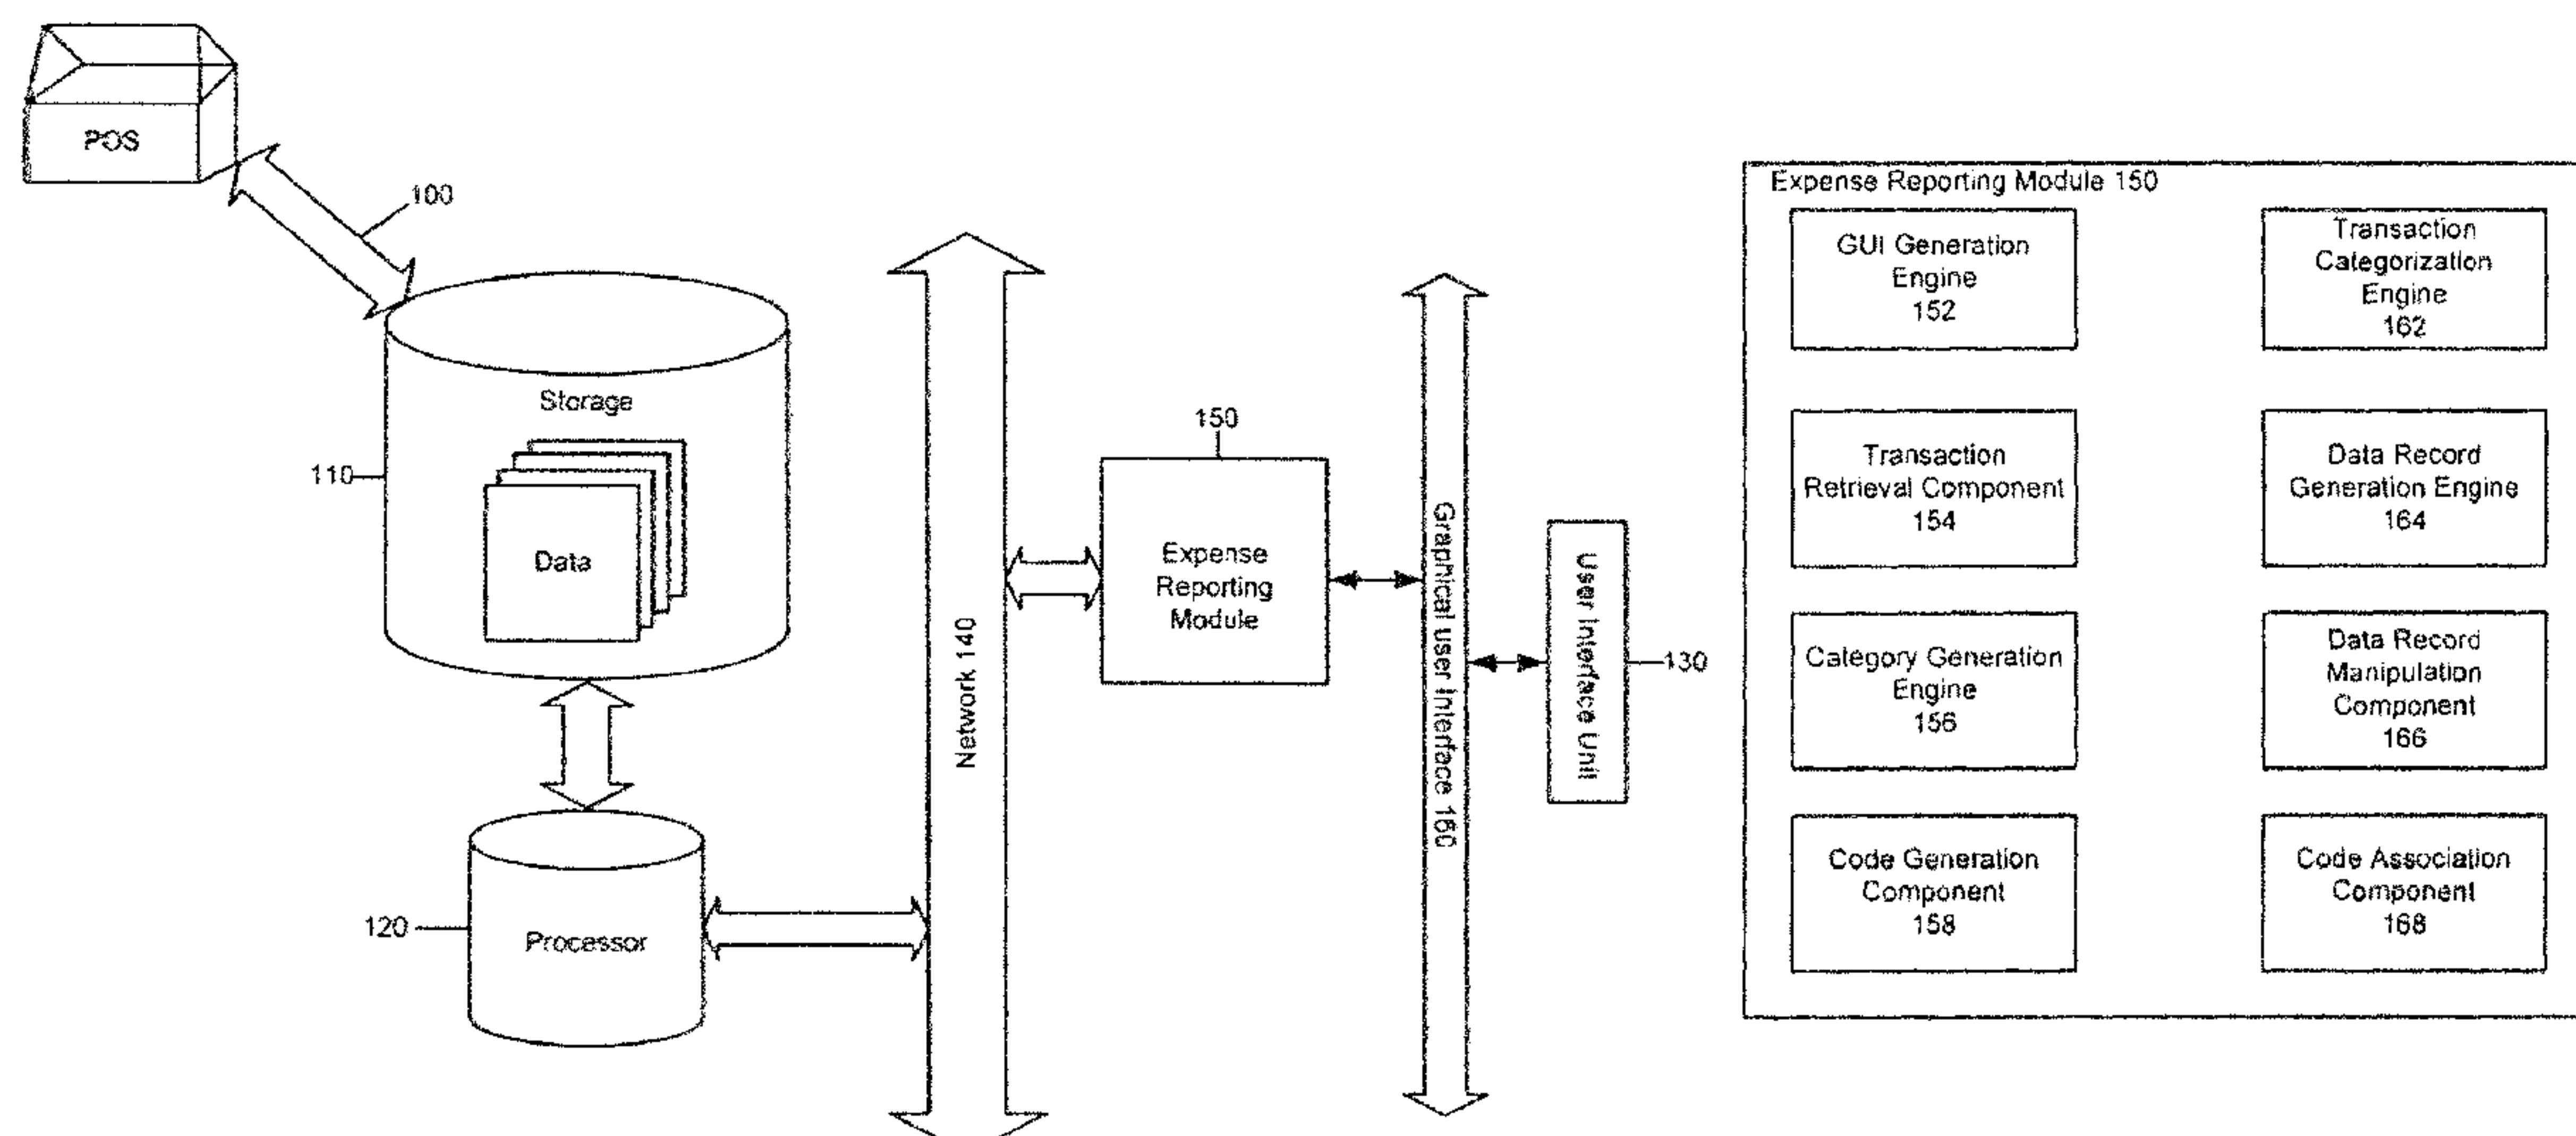 POS
100
Storage
110
Data
120
Processor
Network 140
150
Expense
Reporting
Module
Graphical user Interface 160
User Interface Unit
130
Expense Reporting Module 150
GUI Generation
Engine
152
Transaction
Categorization
Engine
162
Transaction
Retrieval Component
154
Data Record
Generation Engine
164
Category Generation
Engine
156
Data Record
Manipulation
Component
166
Code Generation
Component
158
Code Association
Component
168